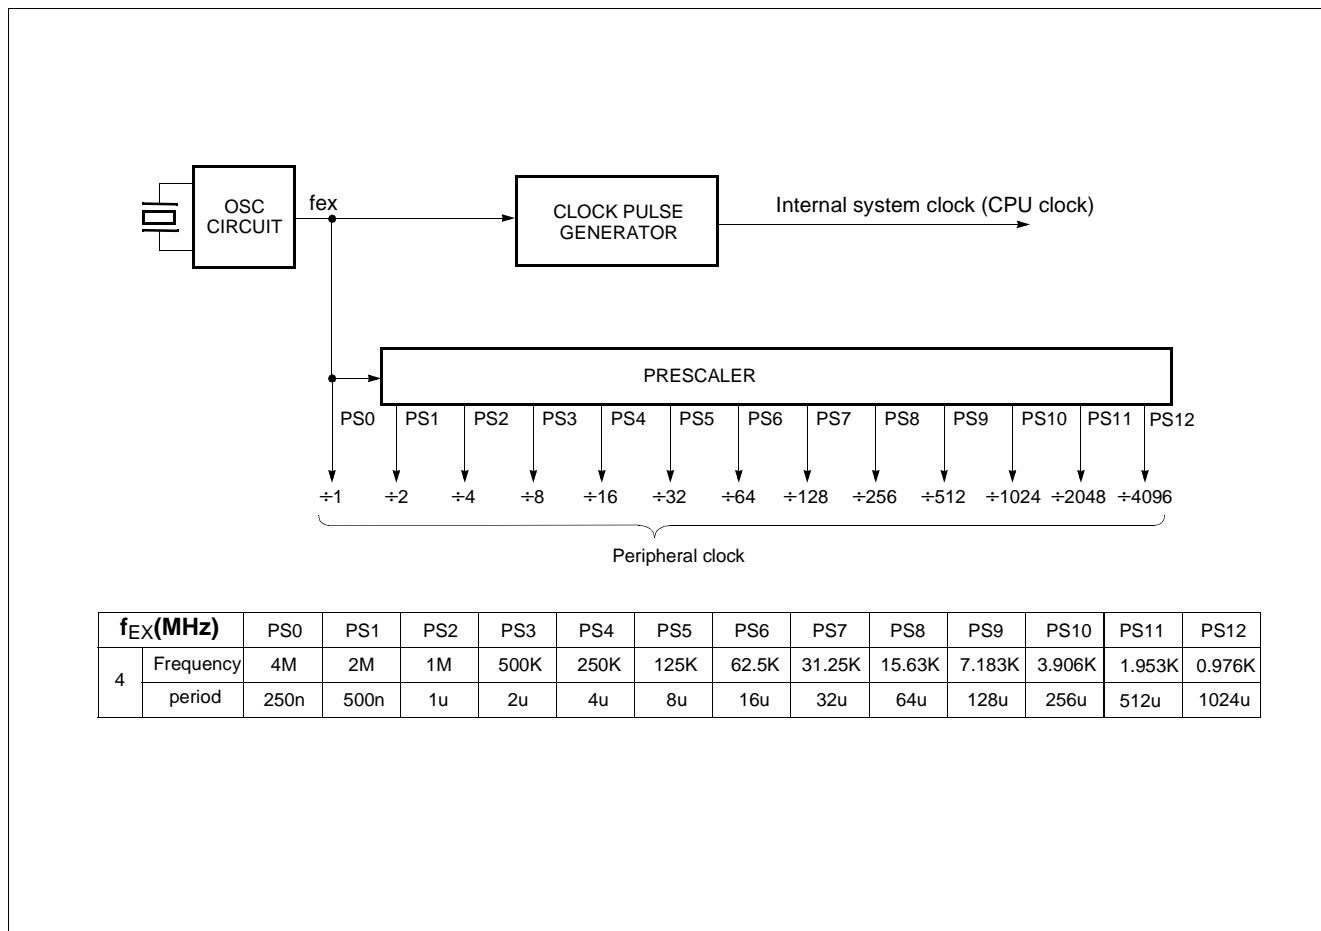 OSC
CIRCUIT
fex
CLOCK PULSE
GENERATOR
Internal system clock (CPU clock)
PRESCALER
PS0 PS1 PS2 PS3 PS4 PS5 PS6 PS7 PS8 PS9 PS10 PS11 PS12
÷1 ÷2 ÷4 ÷8 ÷16 ÷32 ÷64 ÷128 ÷256 ÷512 ÷1024 ÷2048 ÷4096
Peripheral clock
fEX(MHz) PS0 PS1 PS2 PS3 PS4 PS5 PS6 PS7 PS8 PS9 PS10 PS11 PS12
4 Frequency 4M 2M 1M 500K 250K 125K 62.5K 31.25K 15.63K 7.183K 3.906K 1.953K 0.976K
period 250n 500n 1u 2u 4u 8u 16u 32u 64u 128u 256u 512u 1024u